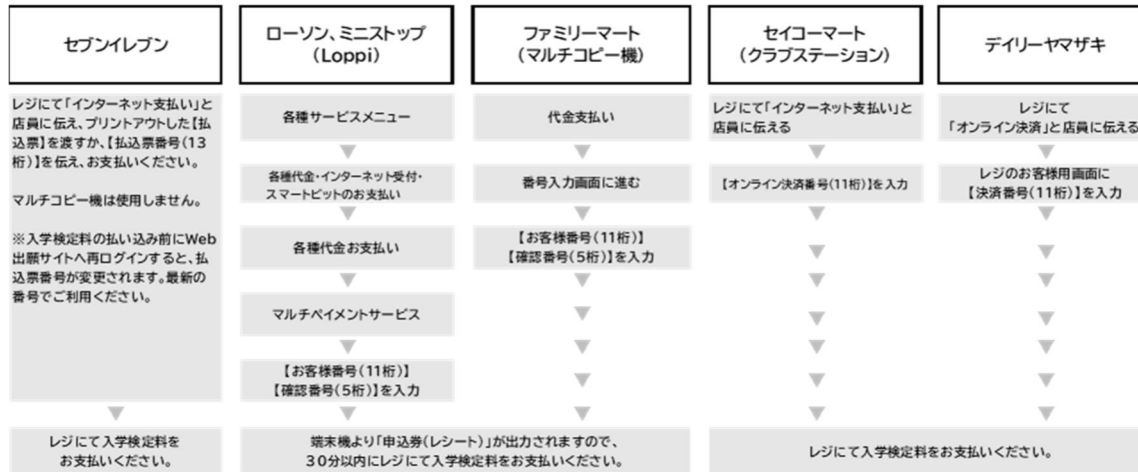 セブンイレブン
レジにて「インターネット支払い」と
店員に伝え、プリントアウトした【払
込票】を渡すか、【払込票番号(13
桁)】を伝え、お支払いください。
マルチコピー機は使用しません。
※入学検定料の払い込み前にWeb
出願サイトへ再ログインすると、払
込票番号が変更されます。最新の
番号でご利用ください。
レジにて入学検定料を
お支払いください。
ローソン、ミニストップ
(Loppi)
各種サービスメニュー
各種代金・インターネット受付・
スマートピットのお支払い
各種代金お支払い
マルチペイメントサービス
【お客様番号(11桁)】
【確認番号(5桁)】を入力
ファミリーマート
(マルチコピー機)
代金支払い
番号入力画面に進む
【お客様番号(11桁)】
【確認番号(5桁)】を入力
端末機より「申込券(レシート)」が出力されますので、
30分以内にレジにて入学検定料をお支払いください。
セイコーマート
(クラブステーション)
レジにて「インターネット支払い」と
店員に伝える
【オンライン決済番号(11桁)】を入力
デイリーヤマザキ
レジにて
「オンライン決済」と店員に伝える
レジのお客様用画面に
【決済番号(11桁)】を入力
レジにて入学検定料をお支払いください。